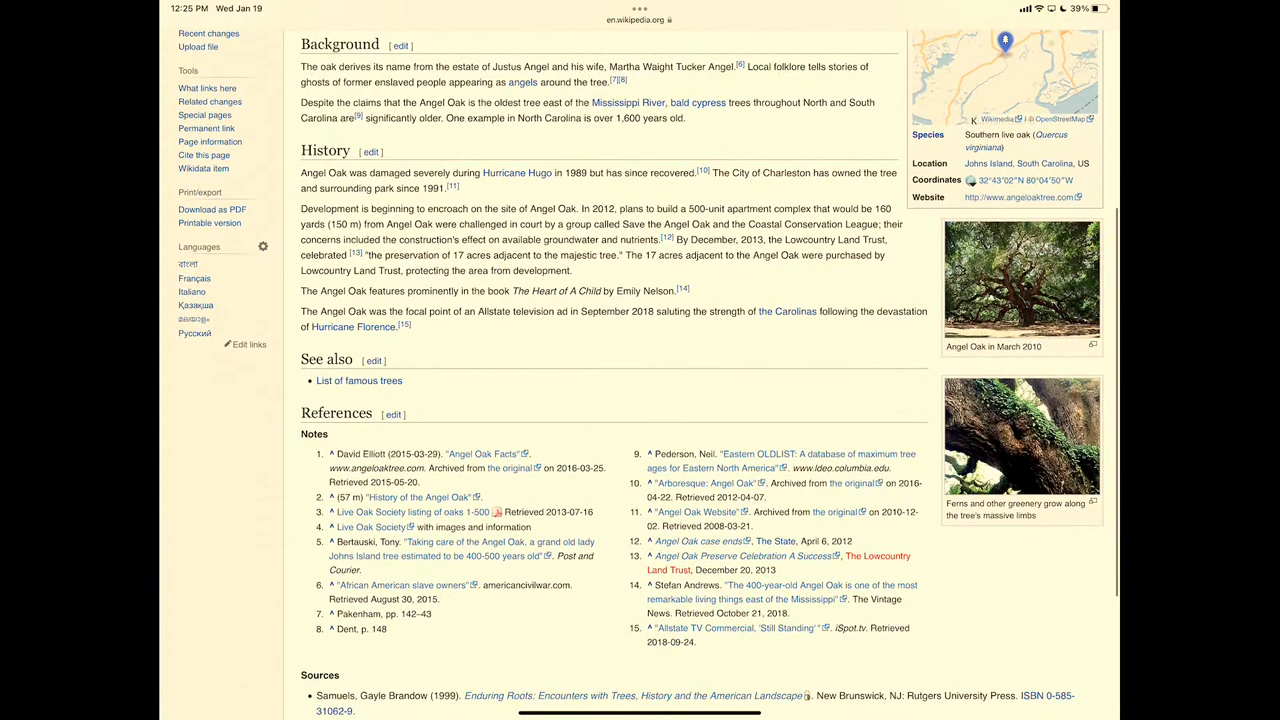 12:25 PM Wed Jan 19
en.wikipedia.org
39%
Recent changes
Upload file
Tools
What links here
Related changes
Special pages
Permanent link
Page information
Cite this page
Wikidata item
Print/export
Download as PDF
Printable version
Languages
বাংলা
Français
Italiano
Қазақша
മലയാളം
Русский
Edit links
Background [ edit ]
The oak derives its name from the estate of Justus Angel and his wife, Martha Waight Tucker Angel.[6] Local folklore tells stories of
ghosts of former enslaved people appearing as angels around the tree.[7][8]
Despite the claims that the Angel Oak is the oldest tree east of the Mississippi River, bald cypress trees throughout North and South
Carolina are[9] significantly older. One example in North Carolina is over 1,600 years old.
History [ edit ]
Angel Oak was damaged severely during Hurricane Hugo in 1989 but has since recovered.[10] The City of Charleston has owned the tree
and surrounding park since 1991.[11]
Development is beginning to encroach on the site of Angel Oak. In 2012, plans to build a 500-unit apartment complex that would be 160
yards (150 m) from Angel Oak were challenged in court by a group called Save the Angel Oak and the Coastal Conservation League; their
concerns included the construction's effect on available groundwater and nutrients.[12] By December, 2013, the Lowcountry Land Trust,
celebrated [13] "the preservation of 17 acres adjacent to the majestic tree." The 17 acres adjacent to the Angel Oak were purchased by
Lowcountry Land Trust, protecting the area from development.
The Angel Oak features prominently in the book The Heart of A Child by Emily Nelson.[14]
The Angel Oak was the focal point of an Allstate television ad in September 2018 saluting the strength of the Carolinas following the devastation
of Hurricane Florence.[15]
See also [ edit ]
• List of famous trees
References [ edit ]
Notes
1. ^ David Elliott (2015-03-29). "Angel Oak Facts".
www.angeloaktree.com. Archived from the original on 2016-03-25.
Retrieved 2015-05-20.
2. ^ (57 m) "History of the Angel Oak".
3. ^ Live Oak Society listing of oaks 1-500 Retrieved 2013-07-16
4. ^ Live Oak Society with images and information
5. ^ Bertauski, Tony. "Taking care of the Angel Oak, a grand old lady
Johns Island tree estimated to be 400-500 years old". Post and
Courier.
6. ^ "African American slave owners". americancivilwar.com.
Retrieved August 30, 2015.
7. ^ Pakenham, pp. 142–43
8. ^ Dent, p. 148
9. ^ Pederson, Neil. "Eastern OLDLIST: A database of maximum tree
ages for Eastern North America". www.ldeo.columbia.edu.
10. ^ "Arboresque: Angel Oak". Archived from the original on 2016-
04-22. Retrieved 2012-04-07.
11. ^ "Angel Oak Website". Archived from the original on 2010-12-
02. Retrieved 2008-03-21.
12. ^ Angel Oak case ends, The State, April 6, 2012
13. ^ Angel Oak Preserve Celebration A Success, The Lowcountry
Land Trust, December 20, 2013
14. ^ Stefan Andrews. "The 400-year-old Angel Oak is one of the most
remarkable living things east of the Mississippi". The Vintage
News. Retrieved October 21, 2018.
15. ^ "Allstate TV Commercial, 'Still Standing' ". iSpot.tv. Retrieved
2018-09-24.
Sources
• Samuels, Gayle Brandow (1999). Enduring Roots: Encounters with Trees, History and the American Landscape. New Brunswick, NJ: Rutgers University Press. ISBN 0-585-
31062-9.
K Wikimedia | © OpenStreetMap
Species Southern live oak (Quercus
virginiana)
Location Johns Island, South Carolina, US
Coordinates 32°43′02″N 80°04′50″W
Website http://www.angeloaktree.com
Angel Oak in March 2010
Ferns and other greenery grow along
the tree's massive limbs